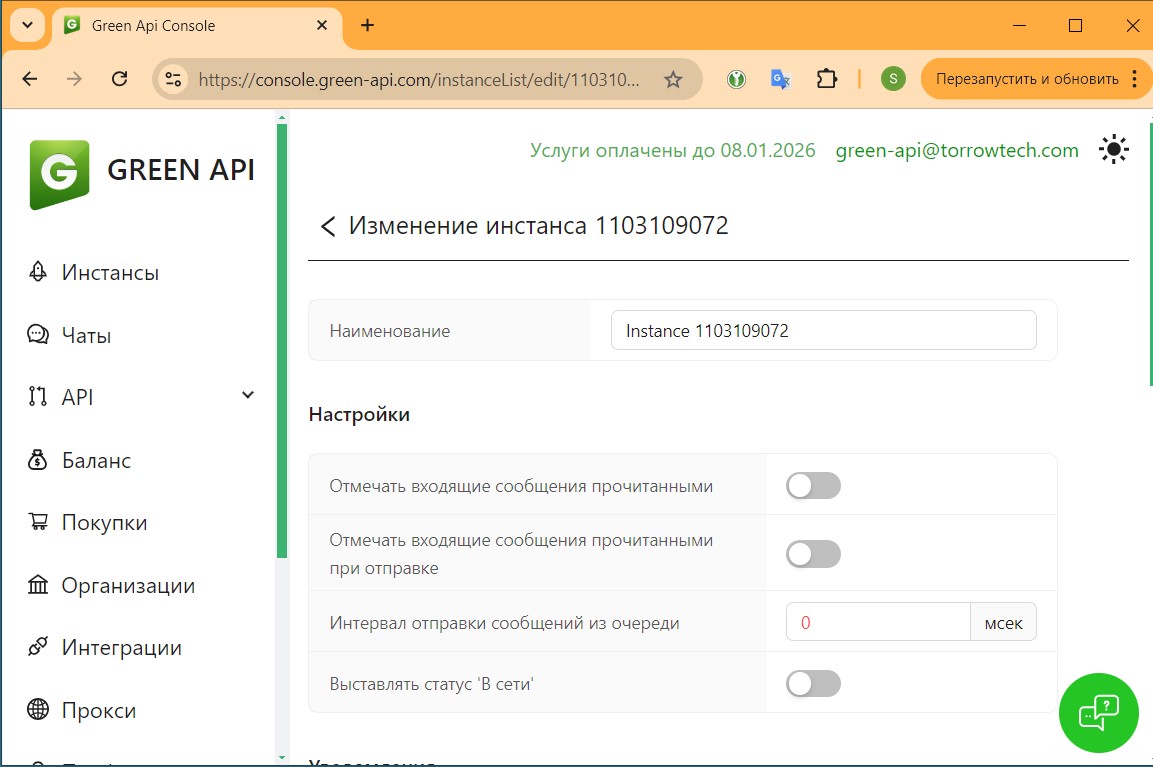 Green Api Console
https://console.green-api.com/instanceList/edit/110310...
S
Перезапустить и обновить
G
GREEN API
Услуги оплачены до 08.01.2026
green-api@torrowtech.com
Изменение инстанса 1103109072
Инстансы
Чаты
API
Баланс
Покупки
Организации
Интеграции
Прокси
Наименование
Instance 1103109072
Настройки
Отмечать входящие сообщения прочитанными
Отмечать входящие сообщения прочитанными
при отправке
Интервал отправки сообщений из очереди
0
мсек
Выставлять статус 'В сети'
Уведомления